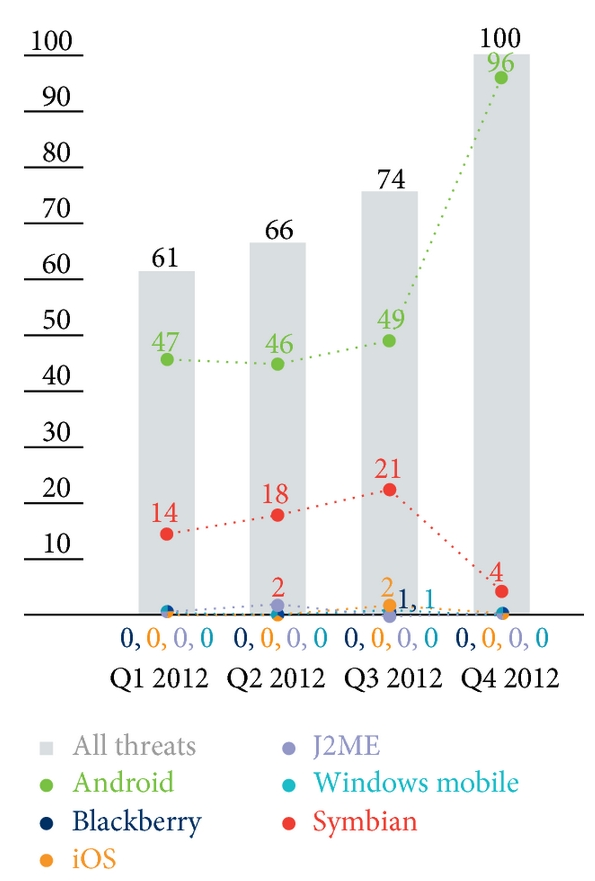 100
100
96
90
80
74
70
66
61
60
50
49
47
46
40
30
21
20
18
14
10
4
2
2
1, 1
0, 0, 0, 0 0, 0, 0, 0 0, 0, 0, 0 0, 0, 0, 0
Q1 2012 Q2 2012 Q3 2012 Q4 2012
All threats
Android
Blackberry
iOS
J2ME
Windows mobile
Symbian